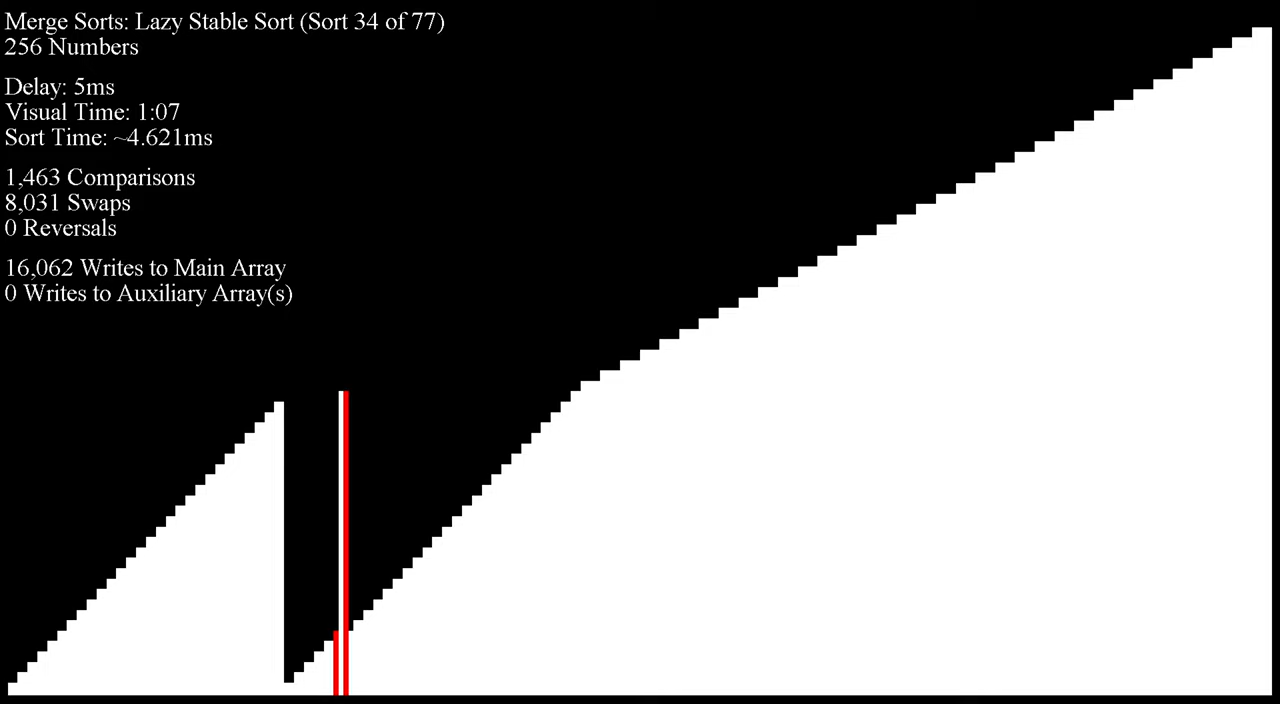 Merge Sorts: Lazy Stable Sort (Sort 34 of 77)
256 Numbers
Delay: 5ms
Visual Time: 1:07
Sort Time: ~4.621ms
1,463 Comparisons
8,031 Swaps
0 Reversals
16,062 Writes to Main Array
0 Writes to Auxiliary Array(s)